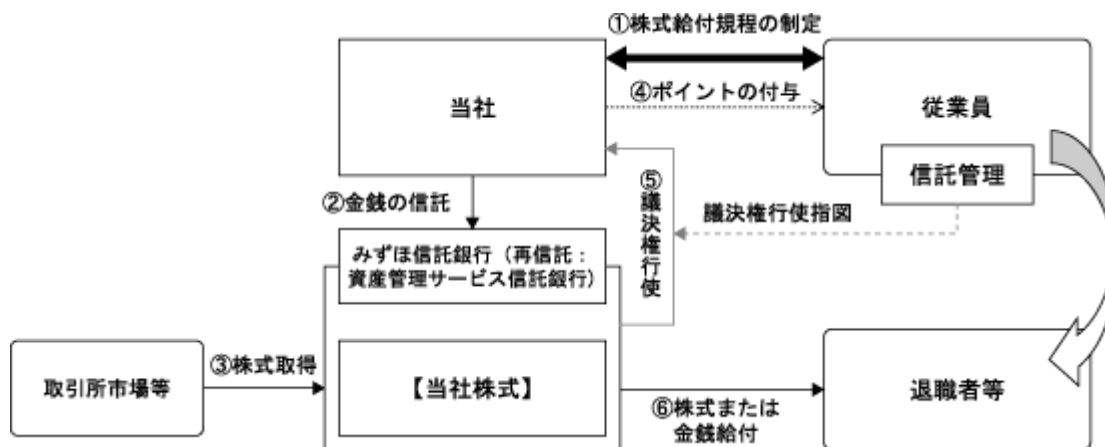 ①株式給付規程の制定
当社
④ポイントの付与
従業員
信託管理
②金銭の信託
⑤議決権行使
議決権行使指図
みずほ信託銀行（再信託：
資産管理サービス信託銀行）
取引所市場等
③株式取得
【当社株式】
⑥株式または
金銭給付
退職者等